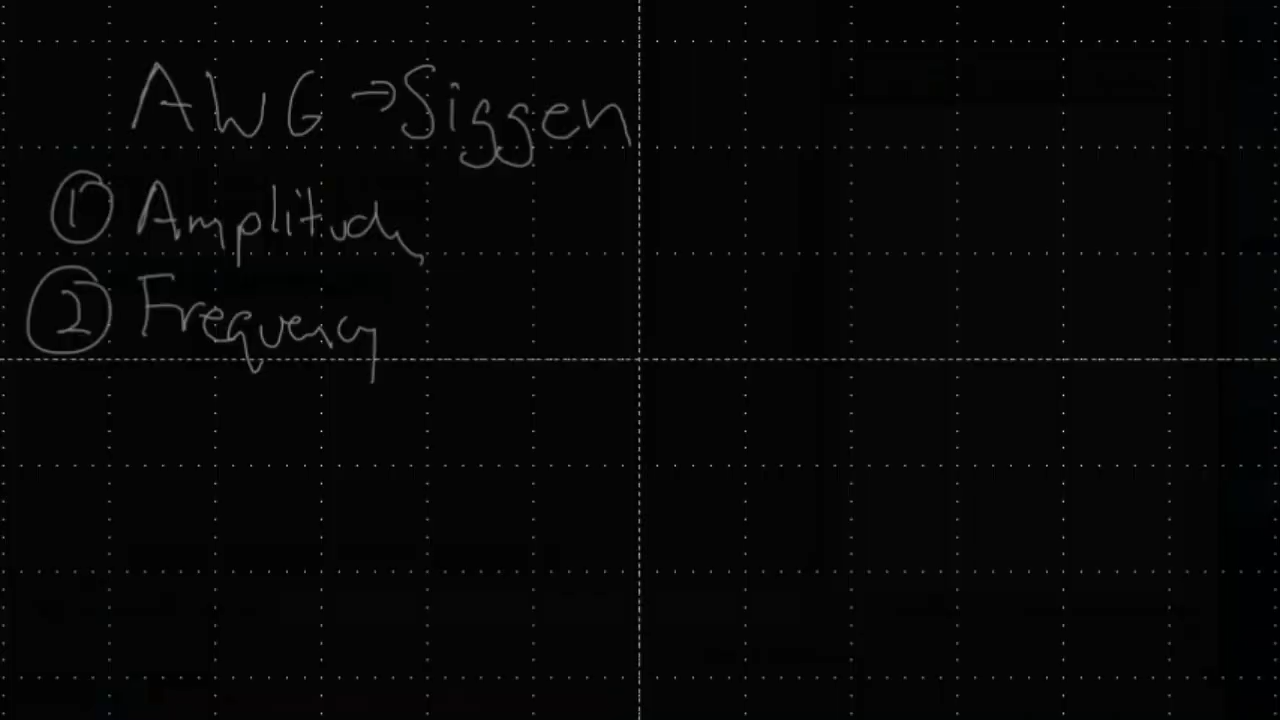 AWG → Siggen
① Amplitude
② Frequency